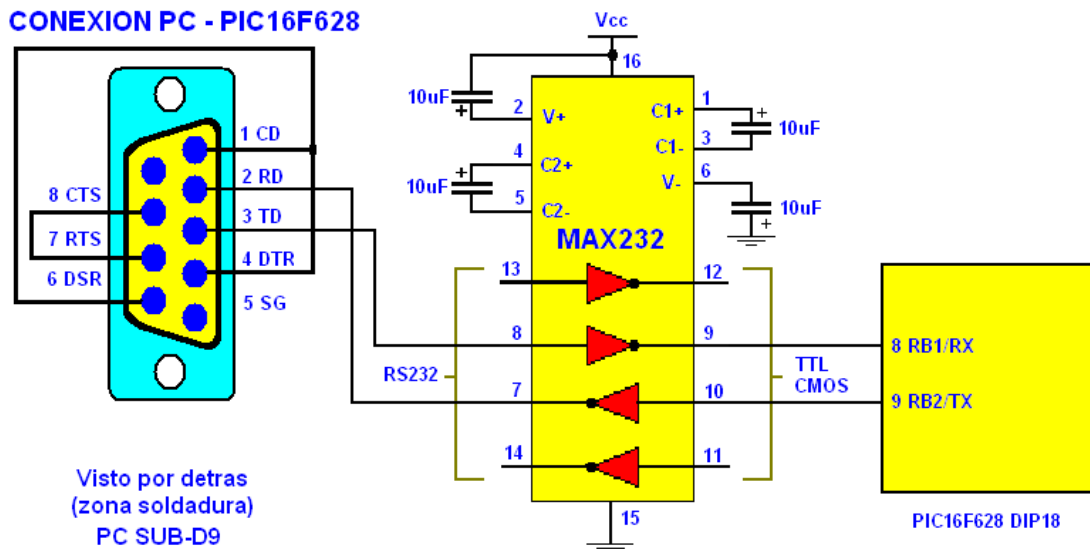 CONEXION PC - PIC16F628
Vcc
16
10uF
+
2
V+
C1+
1
+
10uF
C1-
3
4
C2+
+
10uF
5
C2-
V-
6
10uF
+
MAX232
1 CD
2 RD
3 TD
4 DTR
5 SG
8 CTS
7 RTS
6 DSR
13
12
8
9
8 RB1/RX
RS232
TTL
CMOS
7
10
9 RB2/TX
14
11
15
Visto por detras
(zona soldadura)
PC SUB-D9
PIC16F628 DIP18